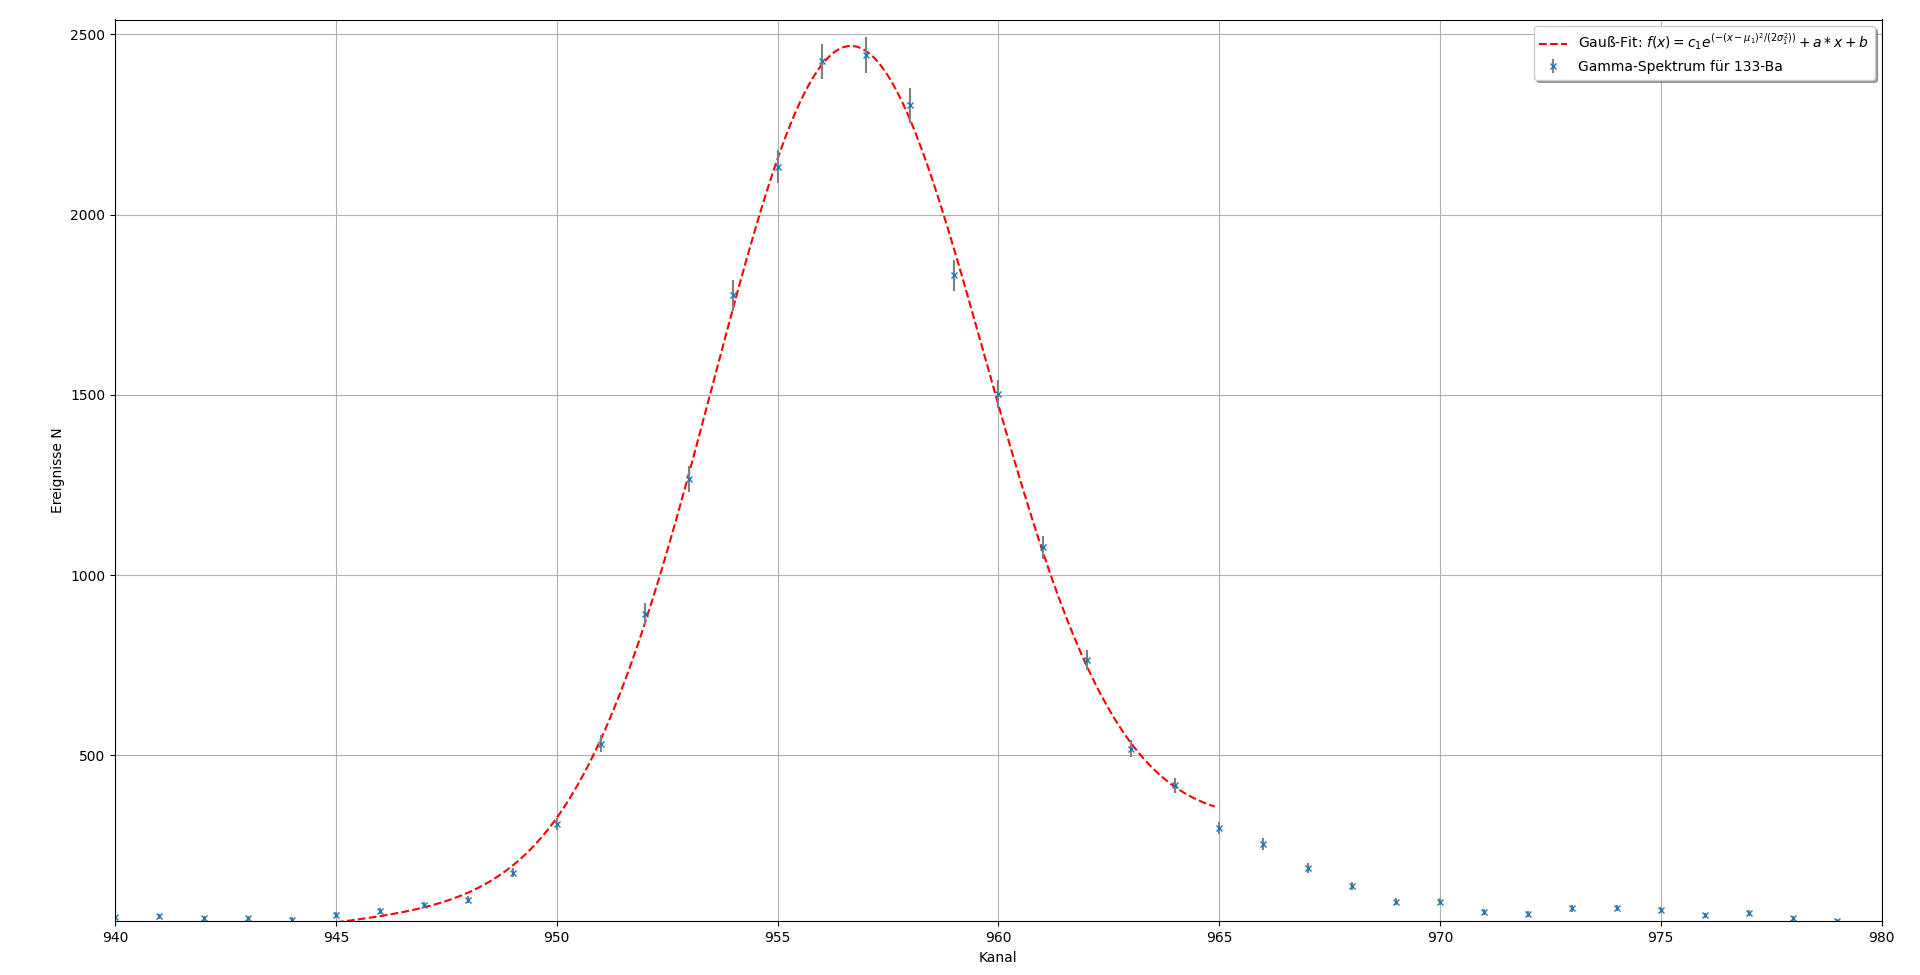 Gauß-Fit: f(x) = c₁e^(−(x−μ₁)²/(2σ₁²)) + a * x + b
Gamma-Spektrum für 133-Ba
2500
2000
1500
1000
500
Ereignisse N
940 945 950 955 960 965 970 975 980
Kanal